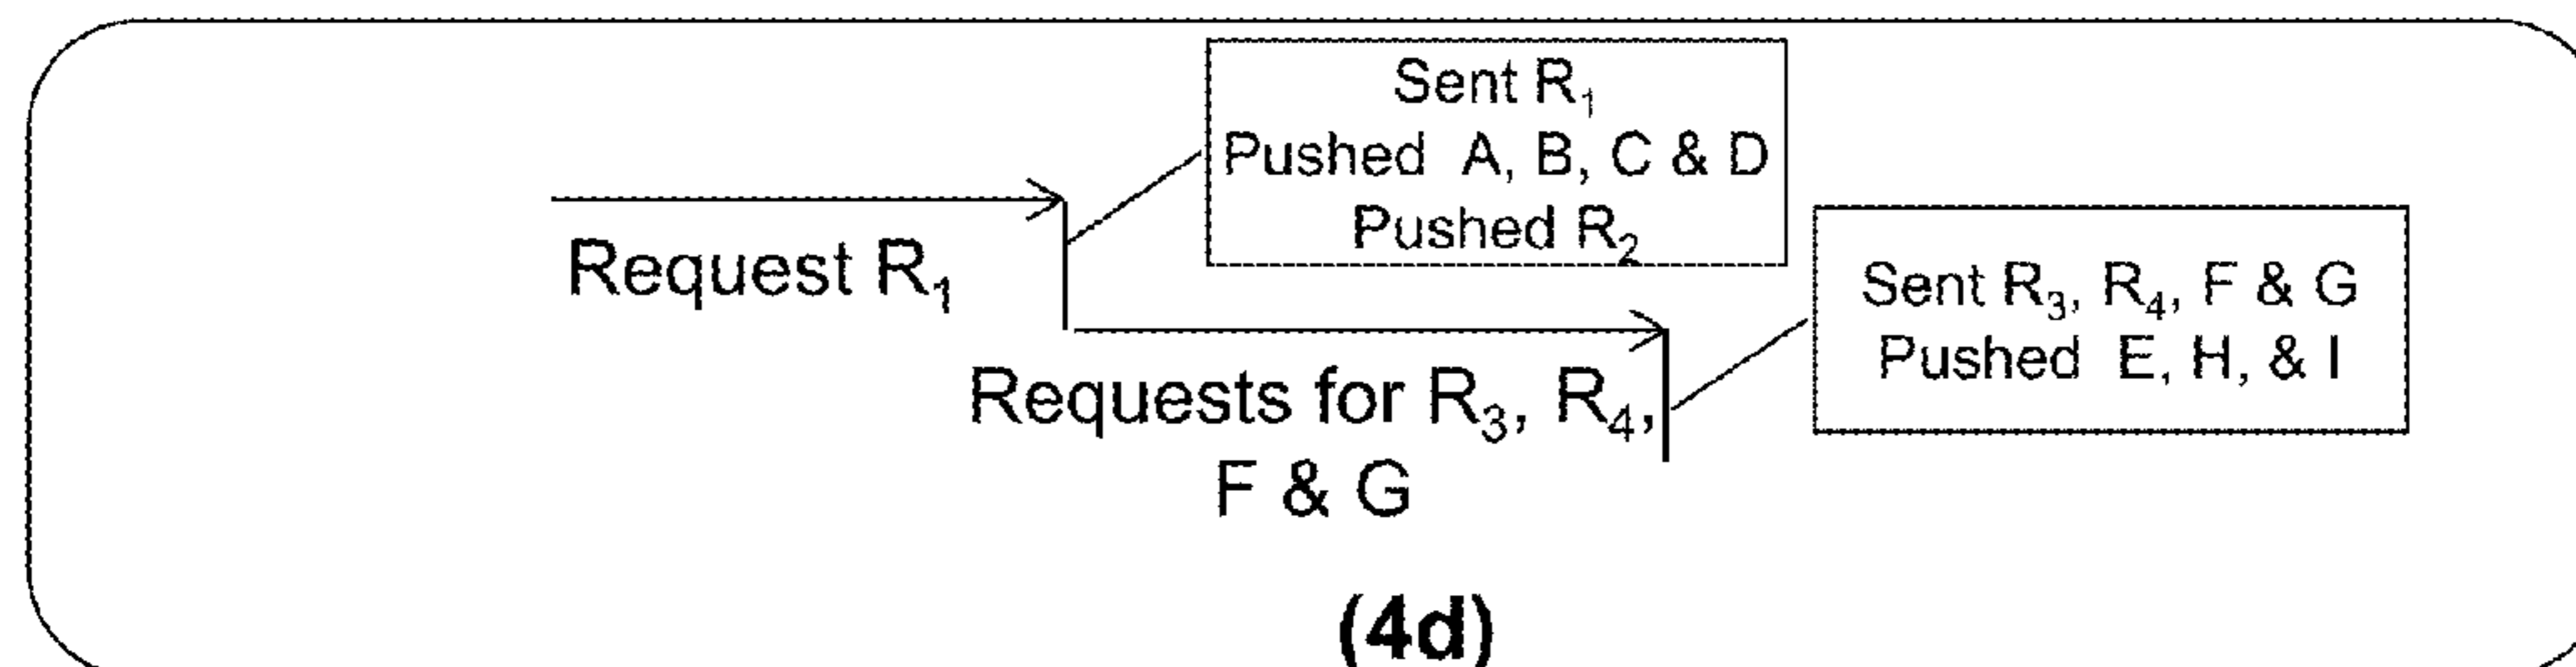 Sent R₁
Pushed A, B, C & D
Pushed R₂
Request R₁
Sent R₃, R₄, F & G
Pushed E, H, & I
Requests for R₃, R₄,
F & G
(4d)